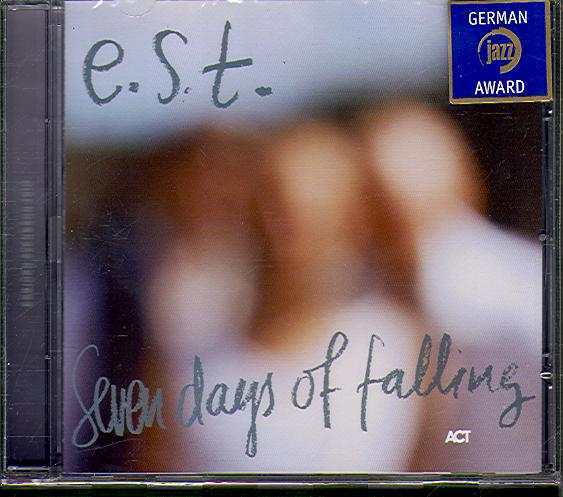 e.s.t.
GERMAN
jazz
AWARD
Seven days of falling
ACT